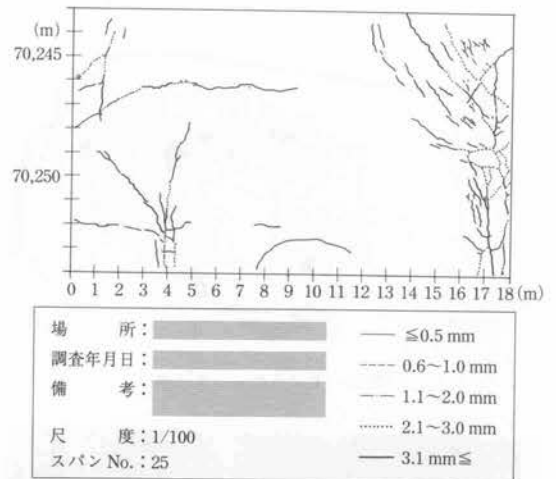 (m)
70,245
70,250
0 1 2 3 4 5 6 7 8 9 10 11 12 13 14 15 16 17 18 (m)
場 所：
調査年月日：
備 考：
尺 度：1/100
スパン No.：25
≦0.5 mm
0.6～1.0 mm
1.1～2.0 mm
2.1～3.0 mm
3.1 mm≦